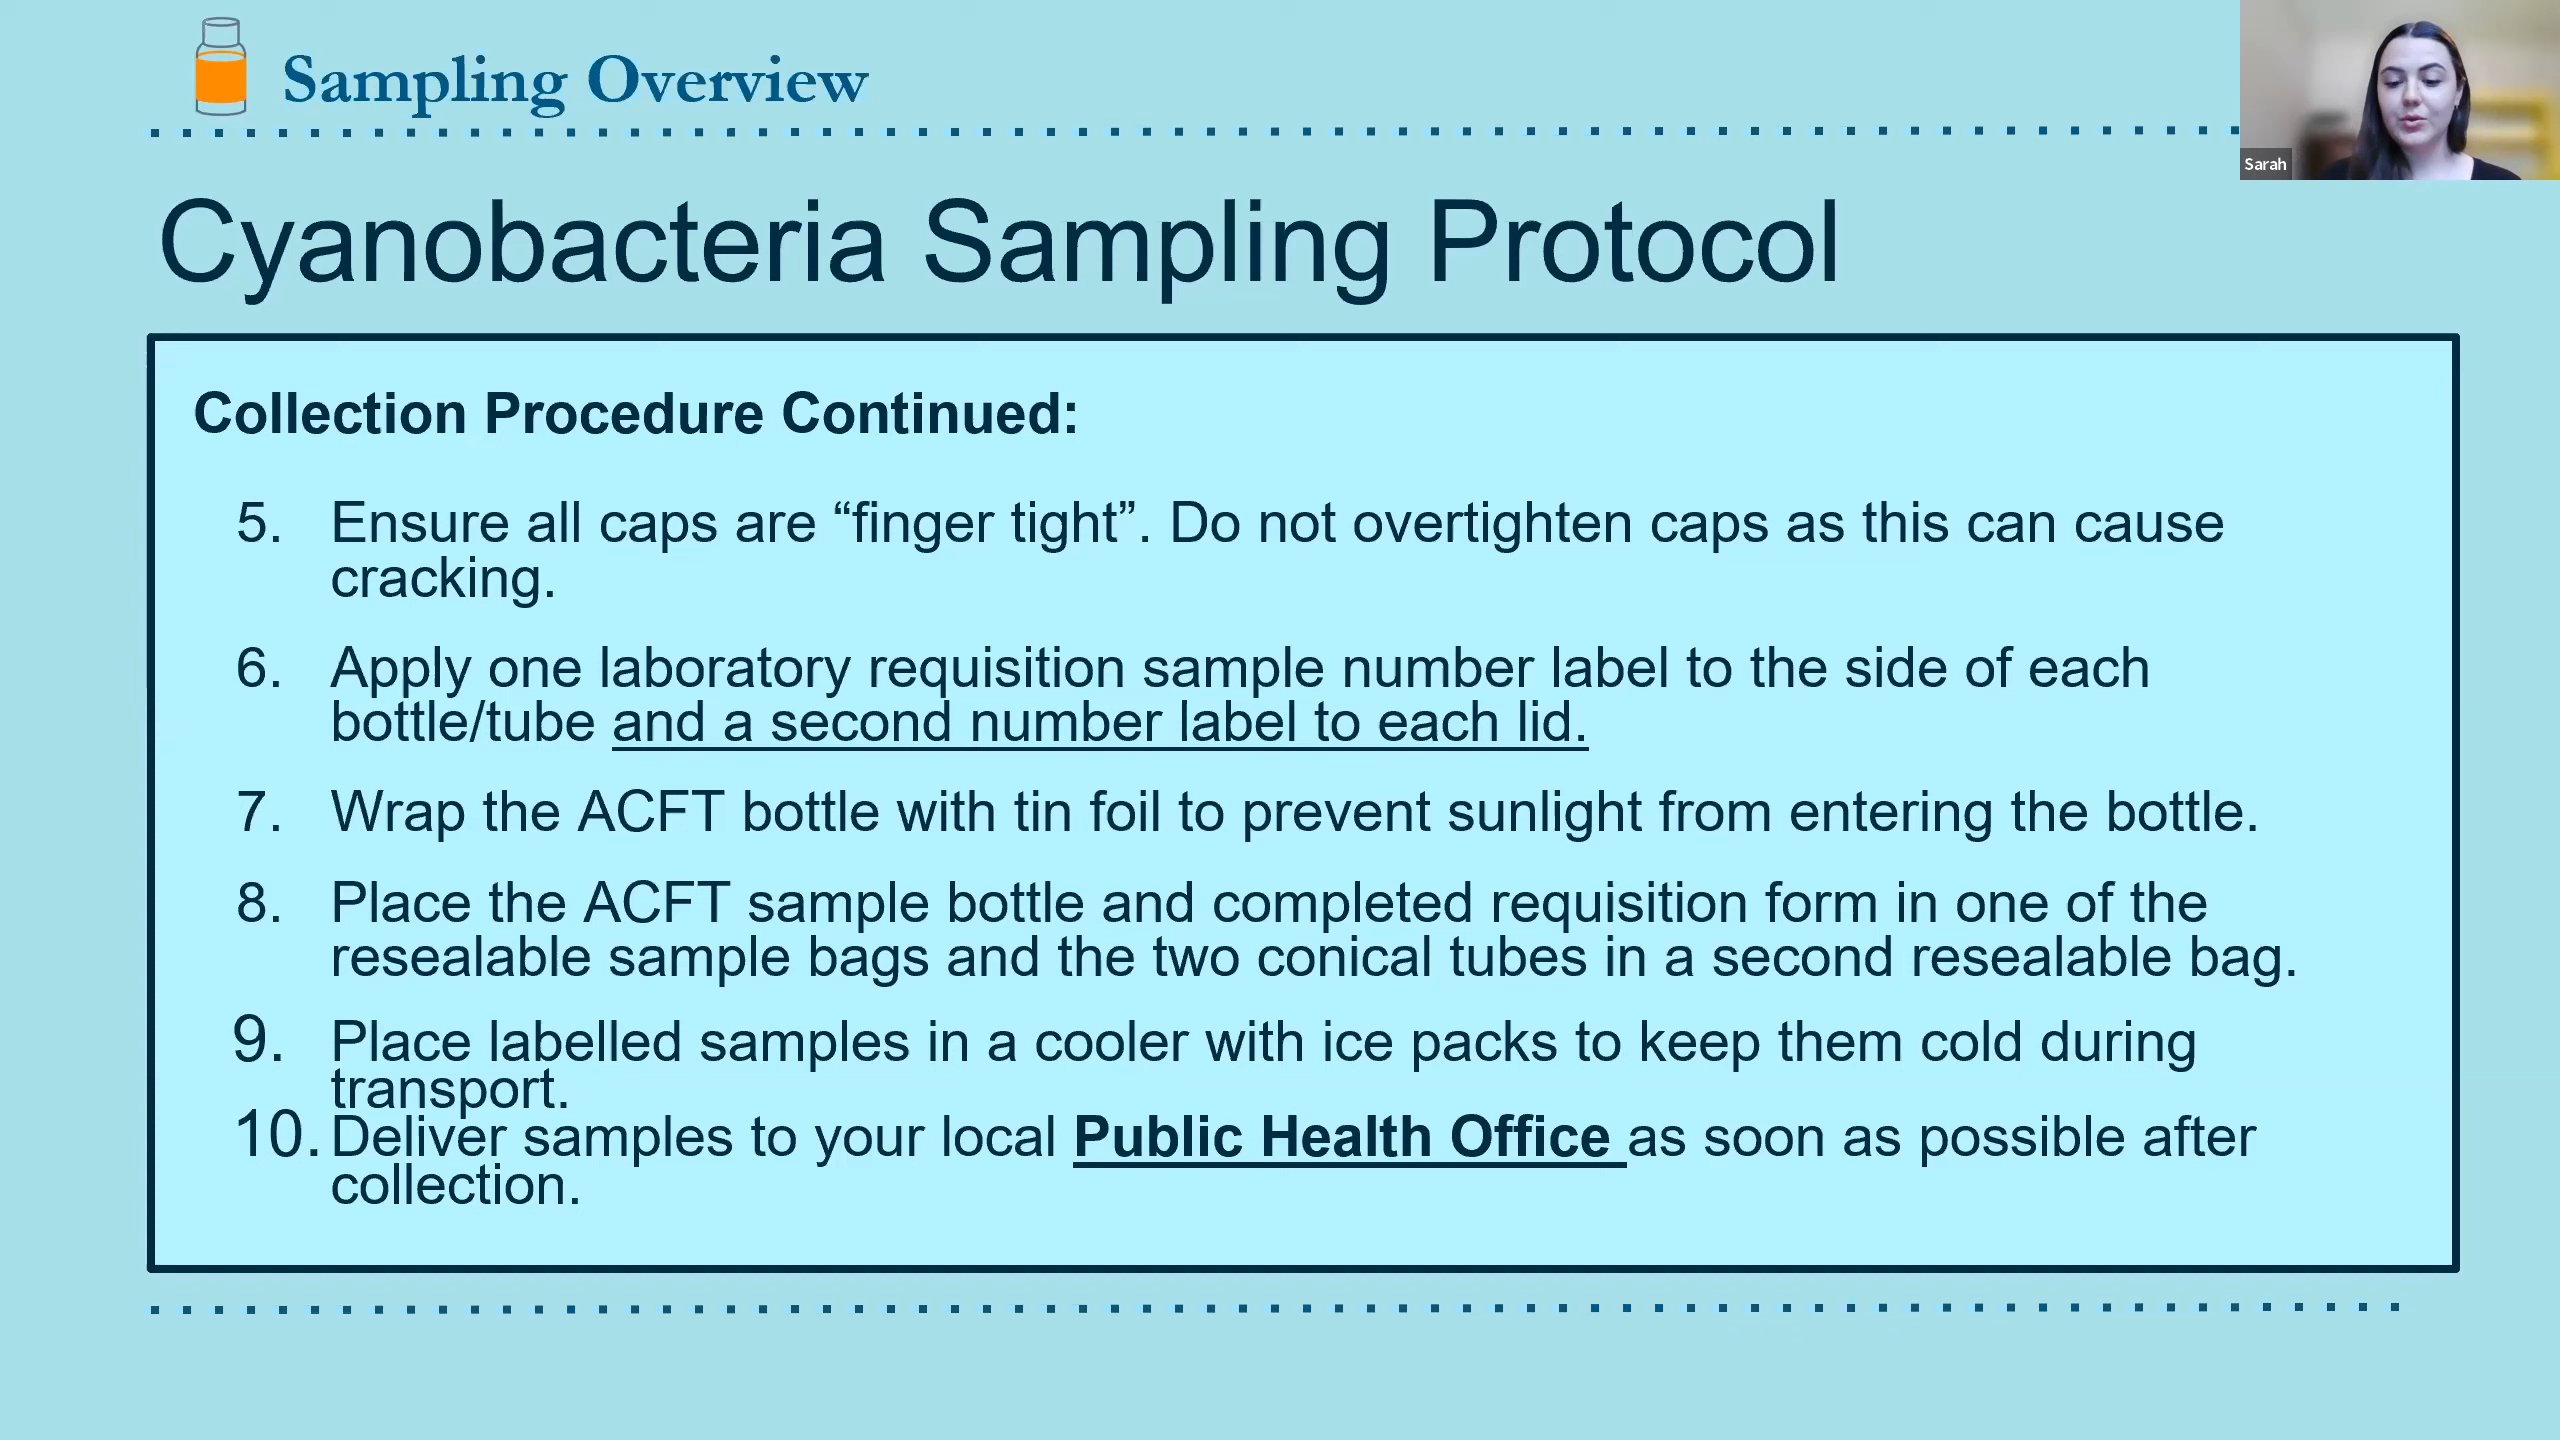 Sampling Overview
Sarah
Cyanobacteria Sampling Protocol
Collection Procedure Continued:
5. Ensure all caps are “finger tight”. Do not overtighten caps as this can cause
cracking.
6. Apply one laboratory requisition sample number label to the side of each
bottle/tube and a second number label to each lid.
7. Wrap the ACFT bottle with tin foil to prevent sunlight from entering the bottle.
8. Place the ACFT sample bottle and completed requisition form in one of the
resealable sample bags and the two conical tubes in a second resealable bag.
9. Place labelled samples in a cooler with ice packs to keep them cold during
transport.
10. Deliver samples to your local Public Health Office as soon as possible after
collection.